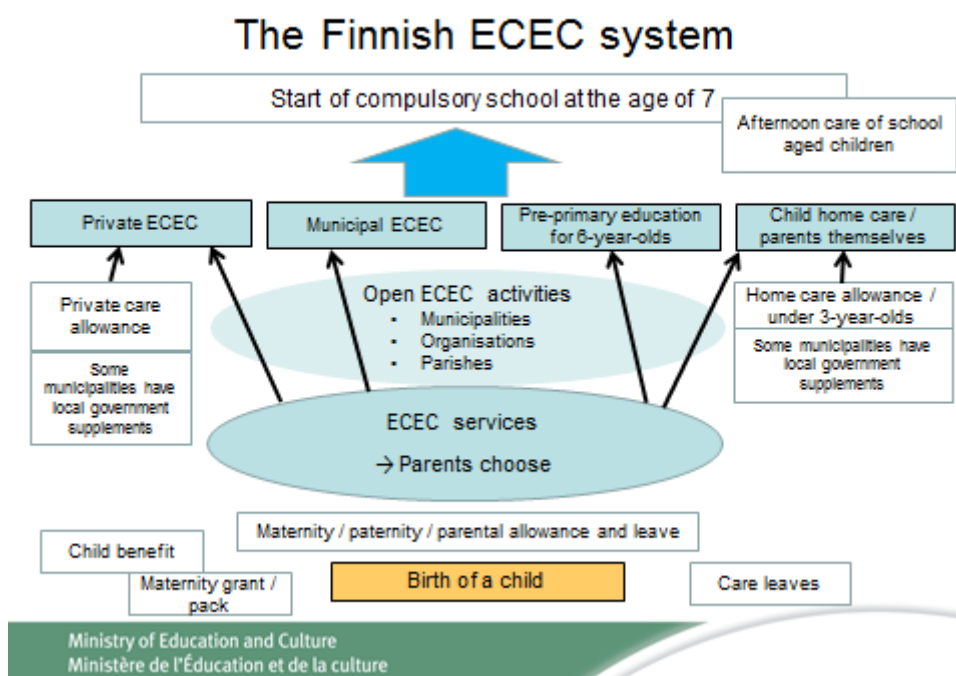 The Finnish ECEC system
Start of compulsory school at the age of 7
Afternoon care of school
aged children
Private ECEC
Municipal ECEC
Pre-primary education
for 6-year-olds
Child home care /
parents themselves
Private care
allowance
Some
municipalities have
local government
supplements
Open ECEC activities
▪ Municipalities
▪ Organisations
▪ Parishes
Home care allowance /
under 3-year-olds
Some municipalities have
local government
supplements
ECEC services
→ Parents choose
Maternity / paternity / parental allowance and leave
Child benefit
Maternity grant /
pack
Birth of a child
Care leaves
Ministry of Education and Culture
Ministère de l'Éducation et de la culture